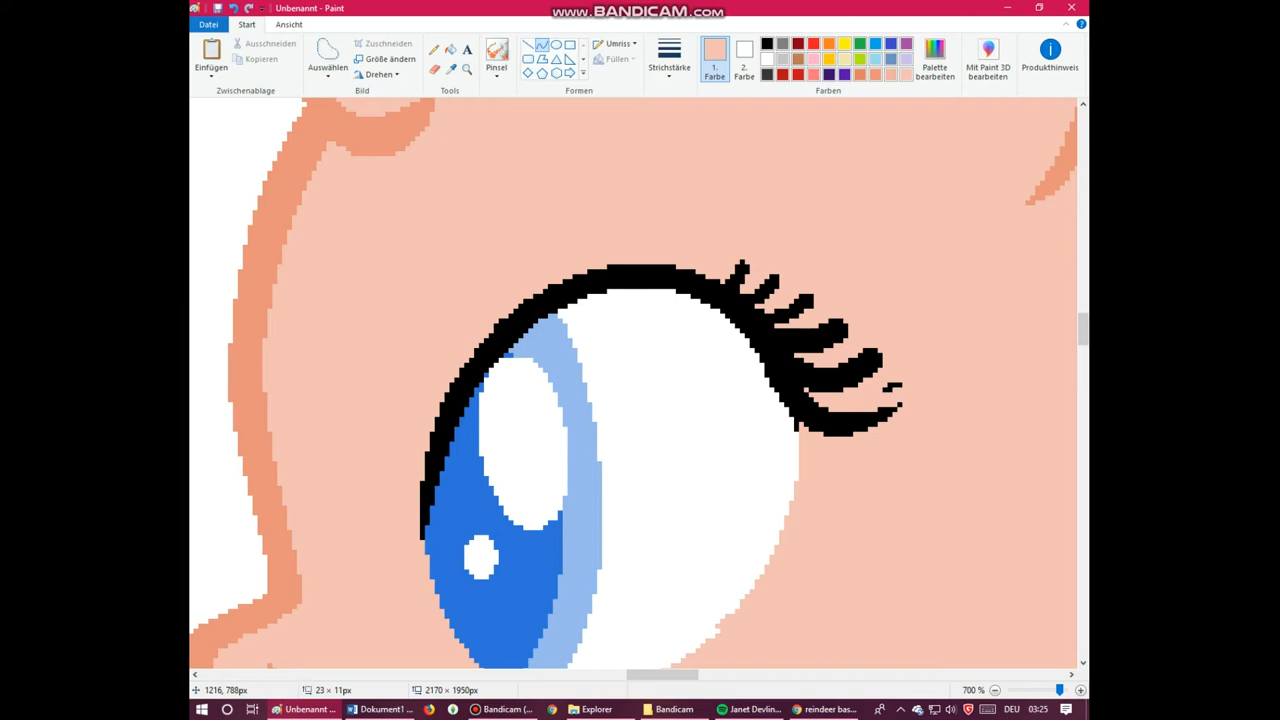 www.BANDICAM.com
Unbenannt - Paint
Datei
Start
Ansicht
Einfügen
Ausschneiden
Kopieren
Zwischenablage
Auswählen
Zuschneiden
Größe ändern
Drehen
Bild
A
Tools
Pinsel
Umriss
Füllen
Formen
Strichstärke
1.
Farbe
2.
Farbe
Palette
bearbeiten
Farben
Mit Paint 3D
bearbeiten
Produkthinweis
1216, 788px
23 × 11px
2170 × 1950px
700 %
Unbenannt ...
Dokument1 ...
Bandicam (...
Explorer
Bandicam
Janet Devlin...
reindeer bas...
DEU
03:25